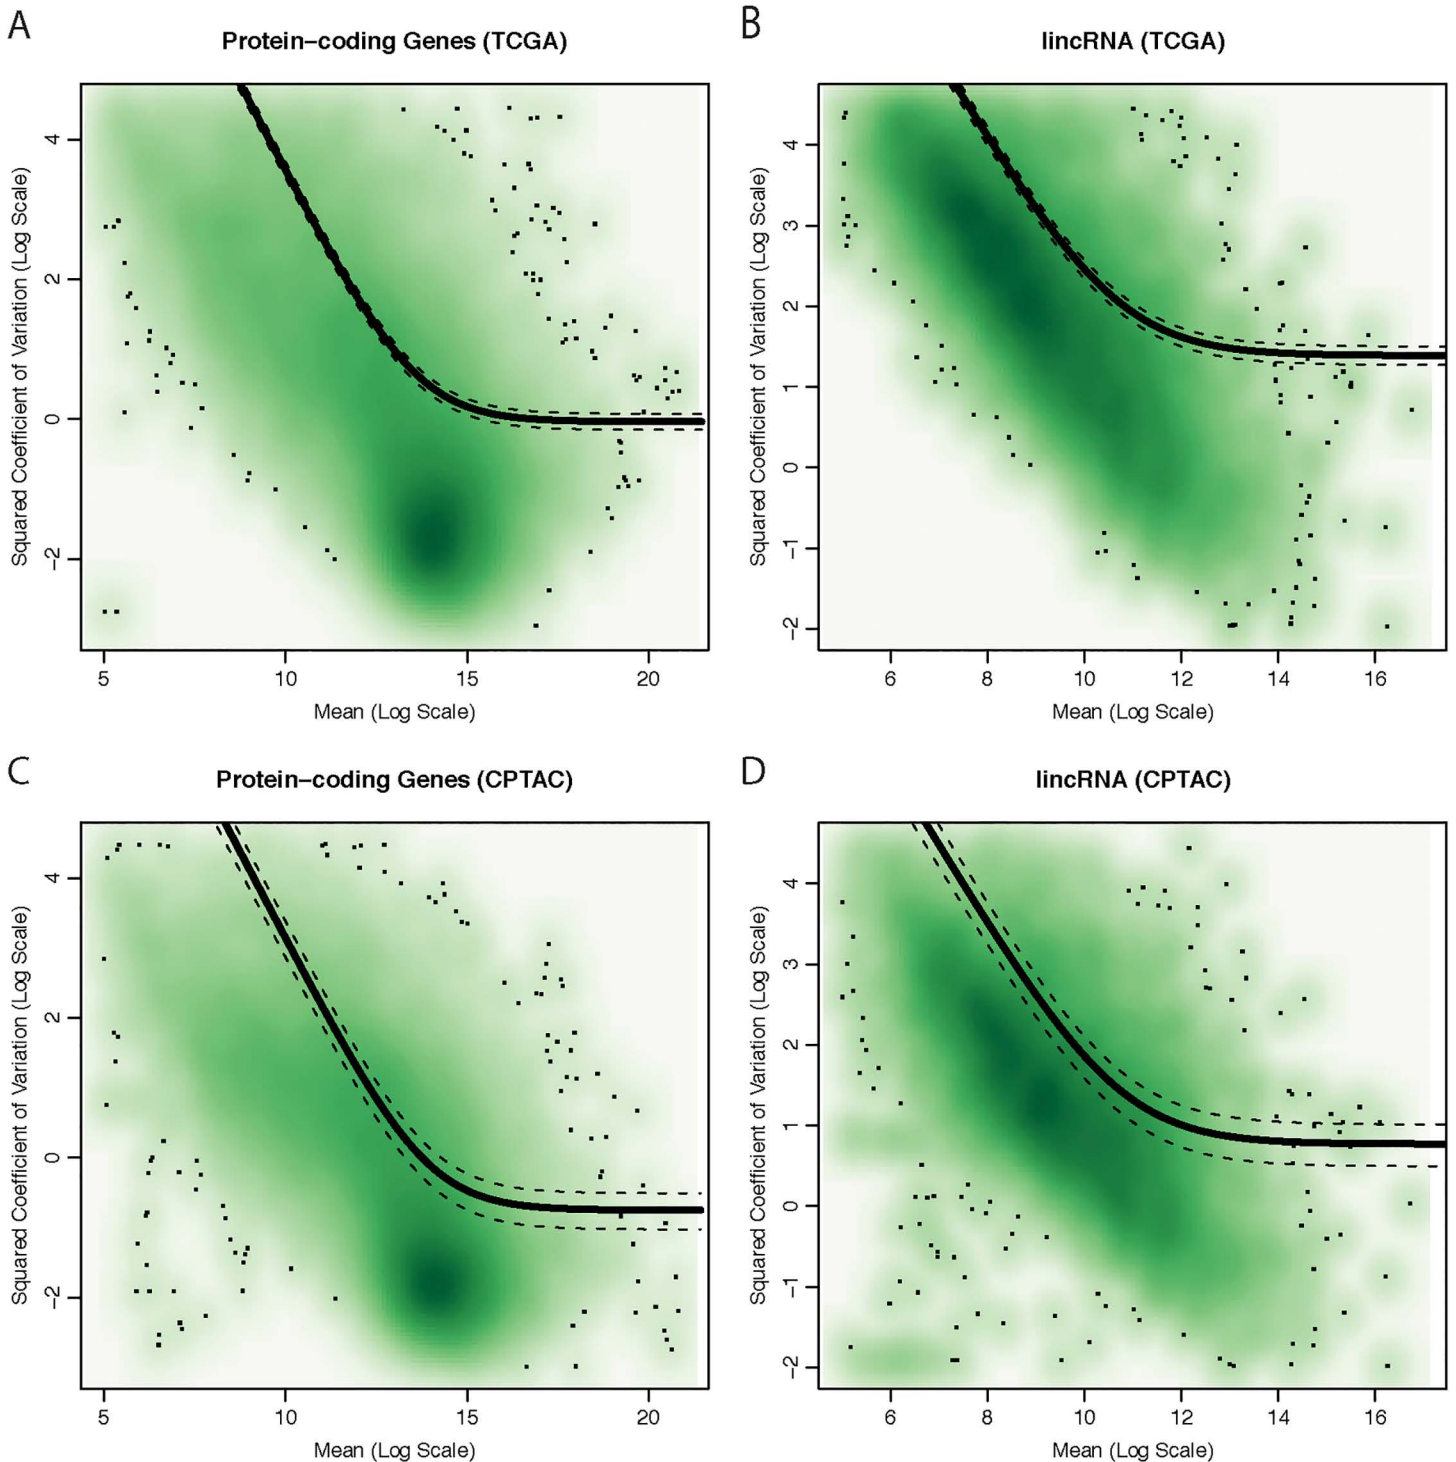 A
Protein–coding Genes (TCGA)
Squared Coefficient of Variation (Log Scale)
4
2
0
−2
5 10 15 20
Mean (Log Scale)
B
lincRNA (TCGA)
Squared Coefficient of Variation (Log Scale)
4
3
2
1
0
−1
−2
6 8 10 12 14 16
Mean (Log Scale)
C
Protein–coding Genes (CPTAC)
Squared Coefficient of Variation (Log Scale)
4
2
0
−2
5 10 15 20
Mean (Log Scale)
D
lincRNA (CPTAC)
Squared Coefficient of Variation (Log Scale)
4
3
2
1
0
−1
−2
6 8 10 12 14 16
Mean (Log Scale)